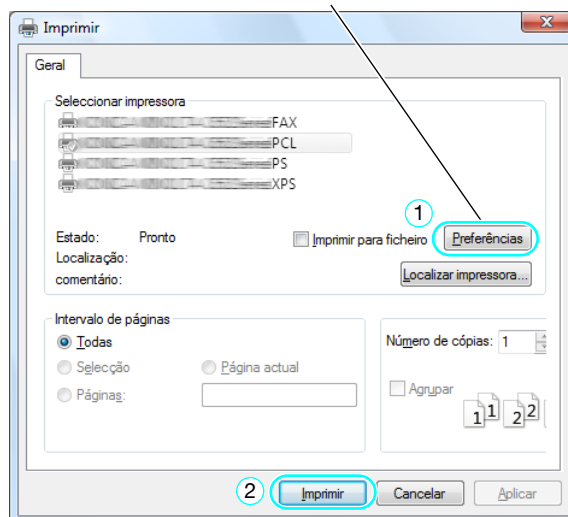 Imprimir
Geral
Seleccionar impressora
FAX
PCL
PS
XPS
1
Estado: Pronto
Imprimir para ficheiro
Preferências
Localização:
Localizar impressora...
comentário:
Intervalo de páginas
Todas
Número de cópias: 1
Selecção
Página actual
Páginas:
Agrupar
1 1 2 2
2
Imprimir
Cancelar
Aplicar